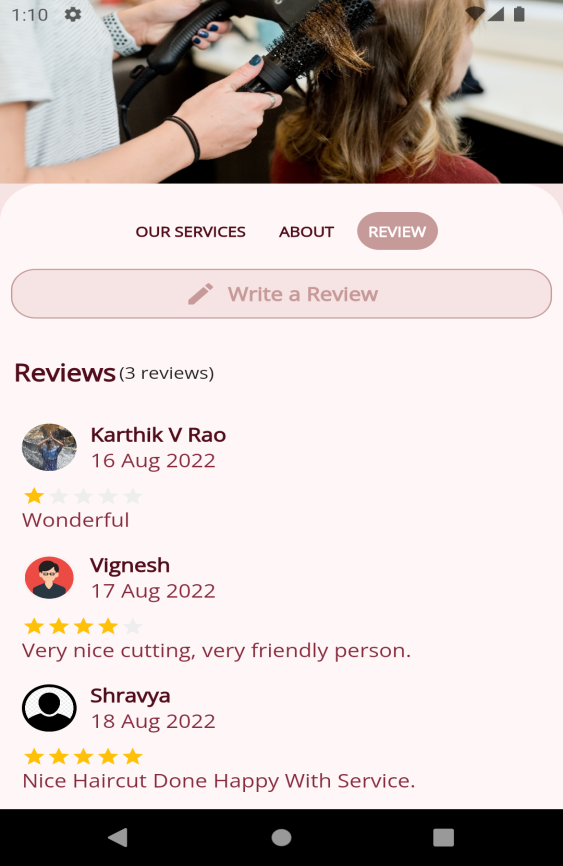 1:10
OUR SERVICES ABOUT REVIEW
Write a Review
Reviews (3 reviews)
Karthik V Rao
16 Aug 2022
Wonderful
Vignesh
17 Aug 2022
Very nice cutting, very friendly person.
Shravya
18 Aug 2022
Nice Haircut Done Happy With Service.